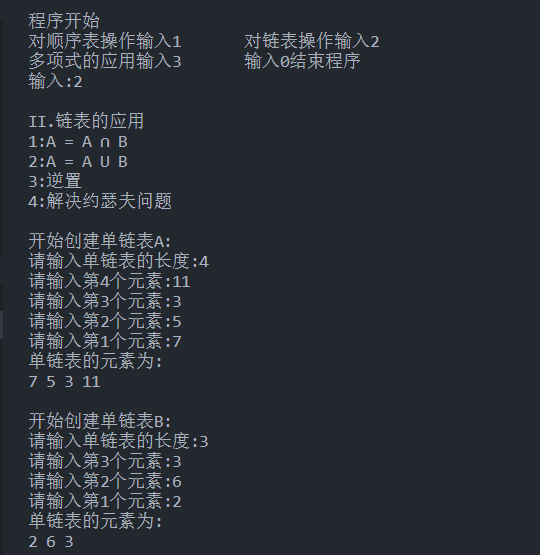 程序开始
对顺序表操作输入1 对链表操作输入2
多项式的应用输入3 输入0结束程序
输入:2
II.链表的应用
1:A = A ∩ B
2:A = A U B
3:逆置
4:解决约瑟夫问题
开始创建单链表A:
请输入单链表的长度:4
请输入第4个元素:11
请输入第3个元素:3
请输入第2个元素:5
请输入第1个元素:7
单链表的元素为:
7 5 3 11
开始创建单链表B:
请输入单链表的长度:3
请输入第3个元素:3
请输入第2个元素:6
请输入第1个元素:2
单链表的元素为:
2 6 3